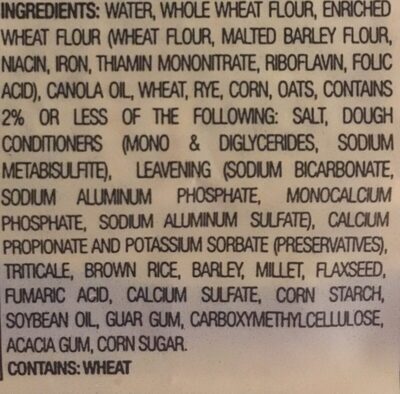 INGREDIENTS: WATER, WHOLE WHEAT FLOUR, ENRICHED
WHEAT FLOUR (WHEAT FLOUR, MALTED BARLEY FLOUR,
NIACIN, IRON, THIAMIN MONONITRATE, RIBOFLAVIN, FOLIC
ACID), CANOLA OIL, WHEAT, RYE, CORN, OATS, CONTAINS
2% OR LESS OF THE FOLLOWING: SALT, DOUGH
CONDITIONERS (MONO & DIGLYCERIDES, SODIUM
METABISULFITE), LEAVENING (SODIUM BICARBONATE,
SODIUM ALUMINUM PHOSPHATE, MONOCALCIUM
PHOSPHATE, SODIUM ALUMINUM SULFATE), CALCIUM
PROPIONATE AND POTASSIUM SORBATE (PRESERVATIVES),
TRITICALE, BROWN RICE, BARLEY, MILLET, FLAXSEED,
FUMARIC ACID, CALCIUM SULFATE, CORN STARCH,
SOYBEAN OIL, GUAR GUM, CARBOXYMETHYLCELLULOSE,
ACACIA GUM, CORN SUGAR.
CONTAINS: WHEAT